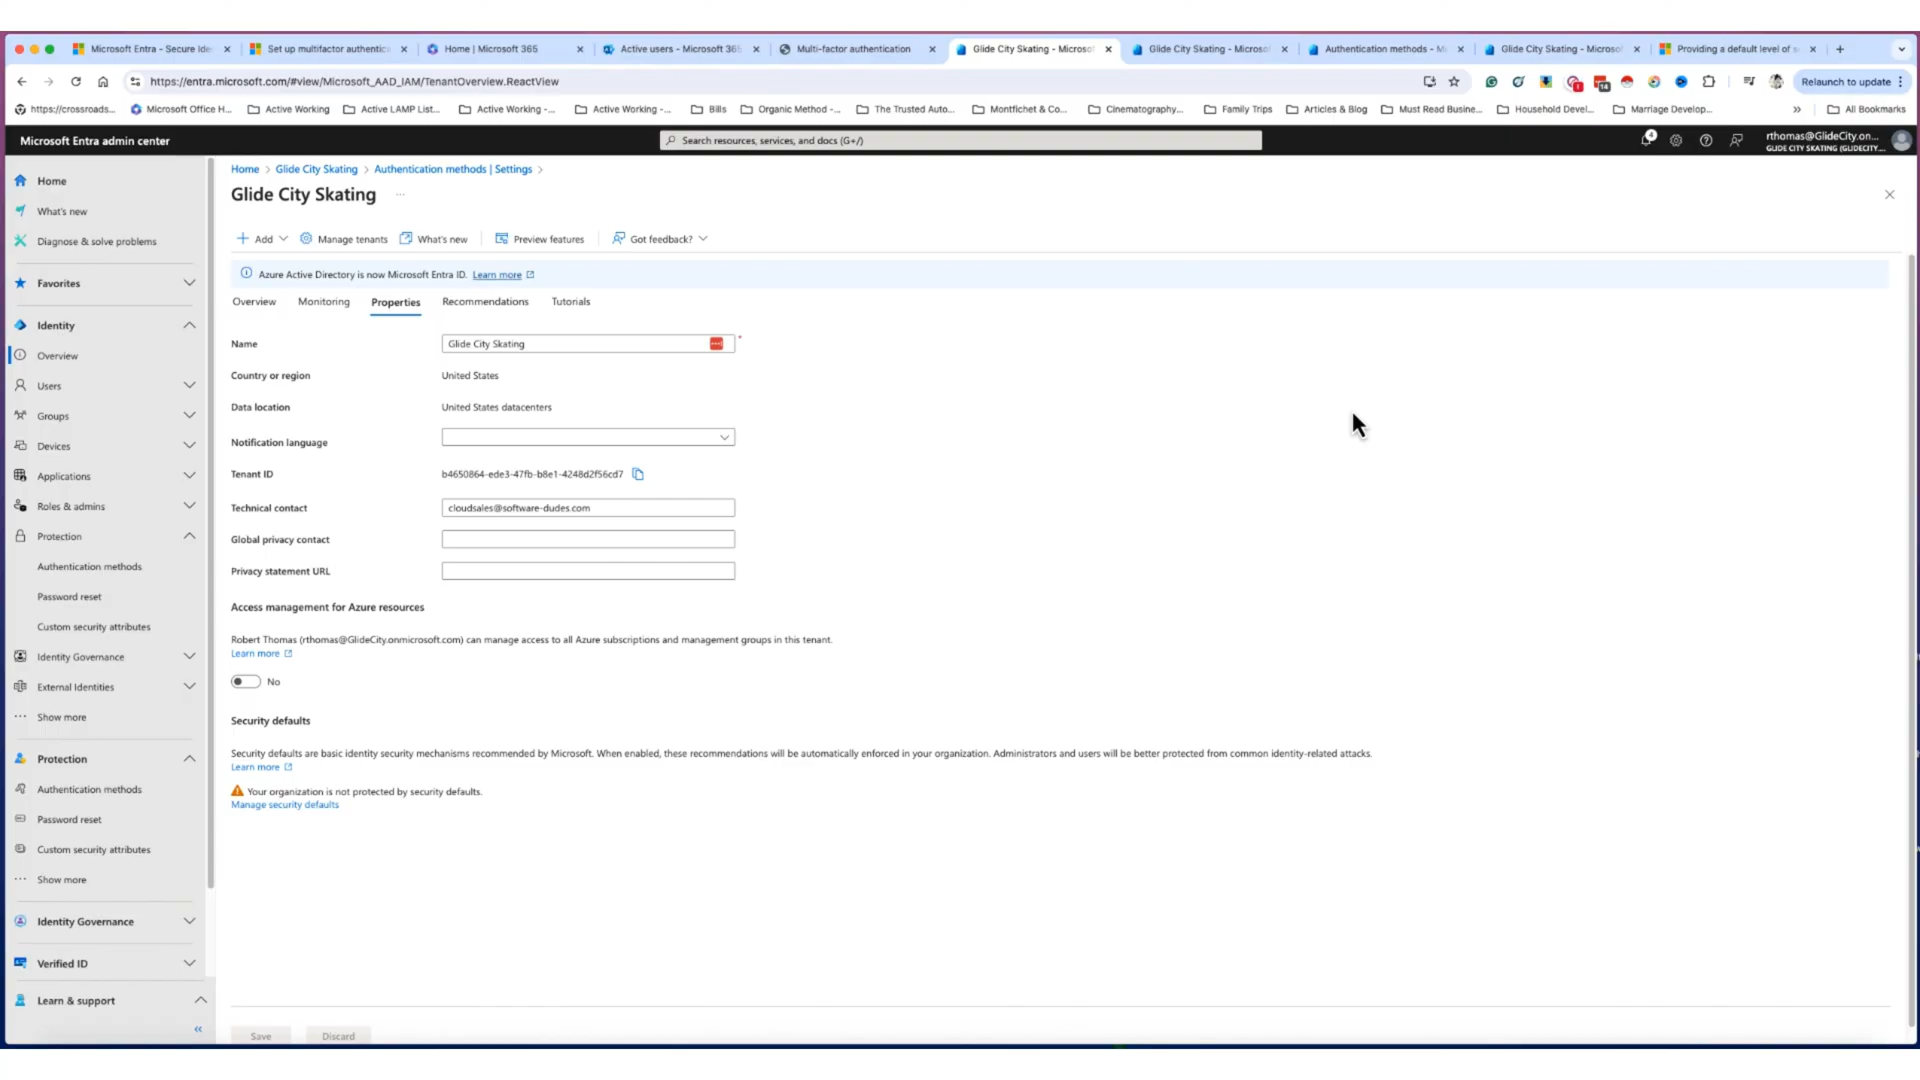 Microsoft Entra - Secure Ide
Set up multifactor authentica
Home | Microsoft 365
Active users - Microsoft 365
Multi-factor authentication
Glide City Skating - Microsof
Glide City Skating - Microsof
Authentication methods - Mi
Glide City Skating - Microsof
Providing a default level of s
https://entra.microsoft.com/#view/Microsoft_AAD_IAM/TenantOverview.ReactView
Relaunch to update
https://crossroads...
Microsoft Office H...
Active Working
Active LAMP List...
Active Working -...
Active Working -...
Bills
Organic Method -...
The Trusted Auto...
Montfichet & Co...
Cinematography...
Family Trips
Articles & Blog
Must Read Busine...
Household Devel...
Marriage Develop...
All Bookmarks
Microsoft Entra admin center
Search resources, services, and docs (G+/)
4
rthomas@GlideCity.on...
GLIDE CITY SKATING (GLIDECITY....
Home
What's new
Diagnose & solve problems
Favorites
Identity
Overview
Users
Groups
Devices
Applications
Roles & admins
Protection
Authentication methods
Password reset
Custom security attributes
Identity Governance
External Identities
Show more
Protection
Authentication methods
Password reset
Custom security attributes
Show more
Identity Governance
Verified ID
Learn & support
Home > Glide City Skating > Authentication methods | Settings >
Glide City Skating ...
Add
Manage tenants
What's new
Preview features
Got feedback?
Azure Active Directory is now Microsoft Entra ID. Learn more
Overview
Monitoring
Properties
Recommendations
Tutorials
Name
Glide City Skating
*
Country or region
United States
Data location
United States datacenters
Notification language
Tenant ID
b4650864-ede3-47fb-b8e1-4248d2f56cd7
Technical contact
cloudsales@software-dudes.com
Global privacy contact
Privacy statement URL
Access management for Azure resources
Robert Thomas (rthomas@GlideCity.onmicrosoft.com) can manage access to all Azure subscriptions and management groups in this tenant.
Learn more
No
Security defaults
Security defaults are basic identity security mechanisms recommended by Microsoft. When enabled, these recommendations will be automatically enforced in your organization. Administrators and users will be better protected from common identity-related attacks.
Learn more
Your organization is not protected by security defaults.
Manage security defaults
Save
Discard